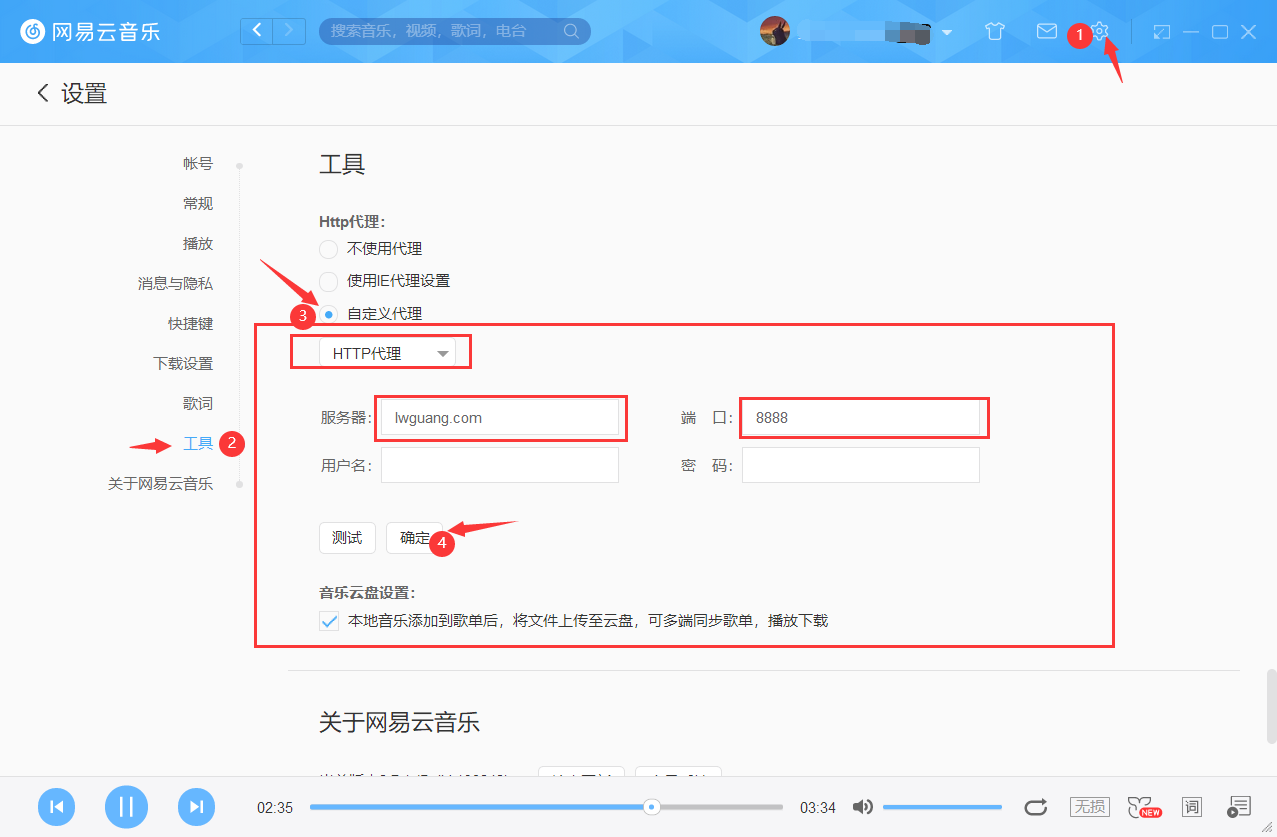 网易云音乐
搜索音乐，视频，歌词，电台
1
设置
帐号
常规
播放
消息与隐私
快捷键
下载设置
歌词
工具 2
关于网易云音乐
工具
Http代理：
不使用代理
使用IE代理设置
3 自定义代理
HTTP代理
服务器： lwguang.com 端 口： 8888
用户名： 密 码：
测试 确定 4
音乐云盘设置：
本地音乐添加到歌单后，将文件上传至云盘，可多端同步歌单，播放下载
关于网易云音乐
02:35 03:34 无损 NEW 词